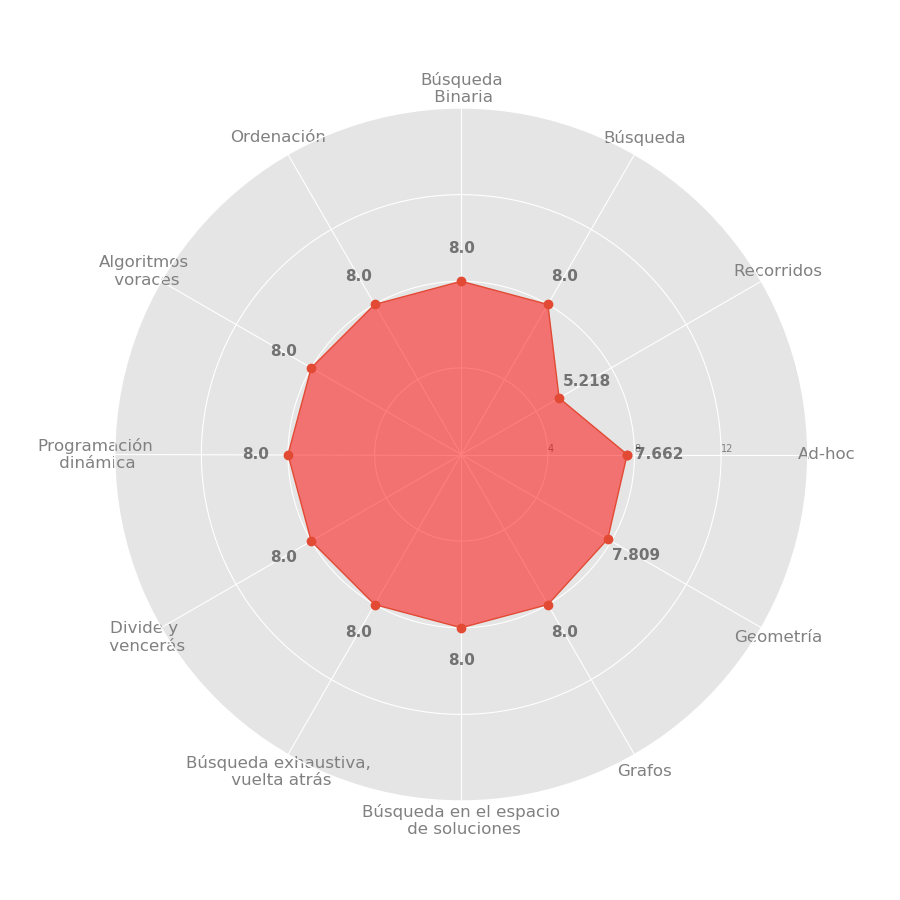 Búsqueda
Binaria
Ordenación
Búsqueda
8.0
Algoritmos
voraces
8.0
8.0
Recorridos
8.0
5.218
Programación
dinámica
8.0
4
8
12
7.662
Ad-hoc
8.0
7.809
Divide y
vencerás
8.0
8.0
Geometría
8.0
Búsqueda exhaustiva,
vuelta atrás
Grafos
Búsqueda en el espacio
de soluciones